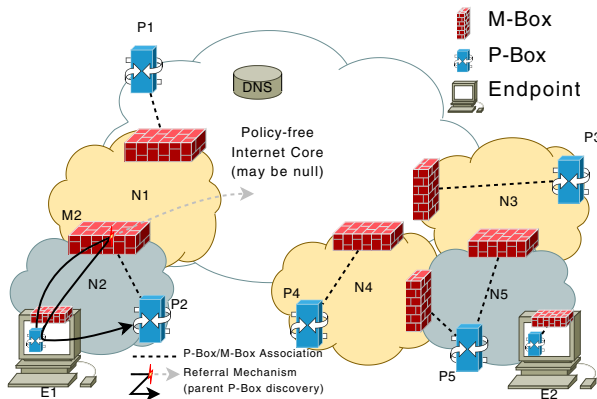 P1
M-Box
P-Box
Endpoint
DNS
Policy-free
Internet Core
(may be null)
P3
N1
N3
M2
N2
P2
P4
N4
N5
P5
E1
E2
P-Box/M-Box Association
Referral Mechanism
(parent P-Box discovery)